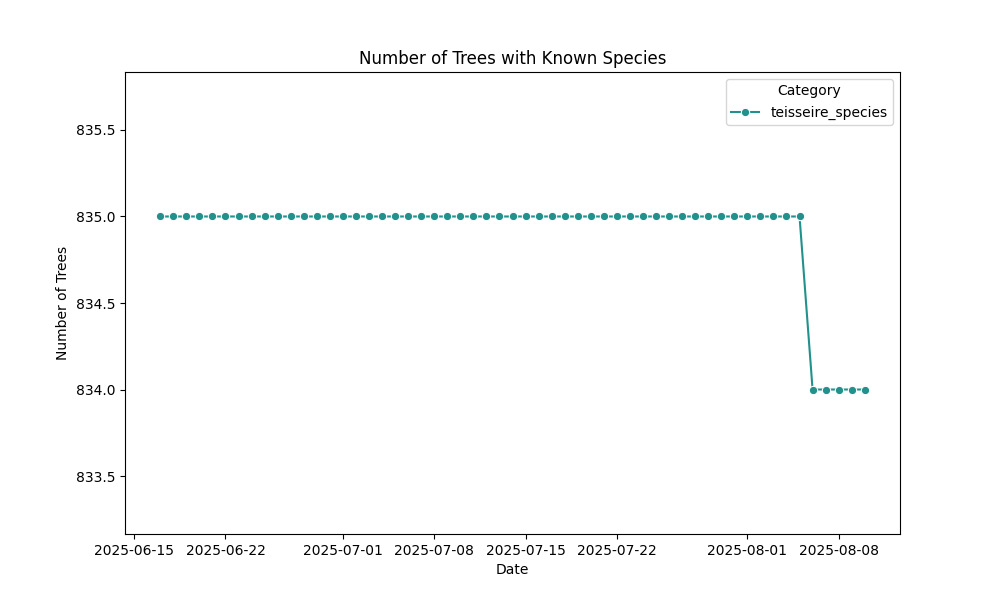 Number of Trees with Known Species
Category
teisseire_species
835.5
835.0
834.5
834.0
833.5
Number of Trees
2025-06-15 2025-06-22 2025-07-01 2025-07-08 2025-07-15 2025-07-22 2025-08-01 2025-08-08
Date